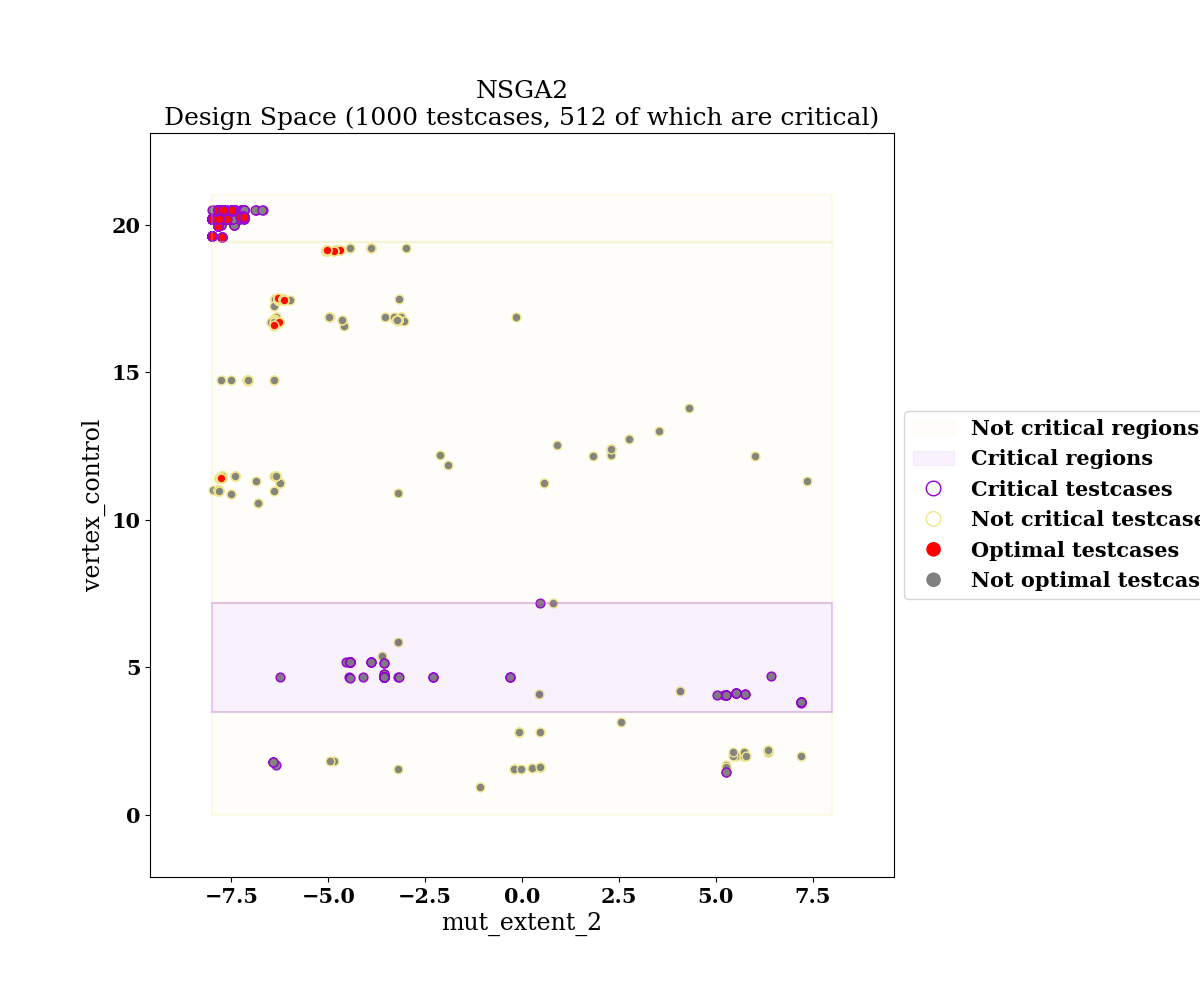 NSGA2
Design Space (1000 testcases, 512 of which are critical)
20
15
10
5
0
vertex_control
−7.5
−5.0
−2.5
0.0
2.5
5.0
7.5
mut_extent_2
Not critical regions
Critical regions
Critical testcases
Not critical testcase
Optimal testcases
Not optimal testcas